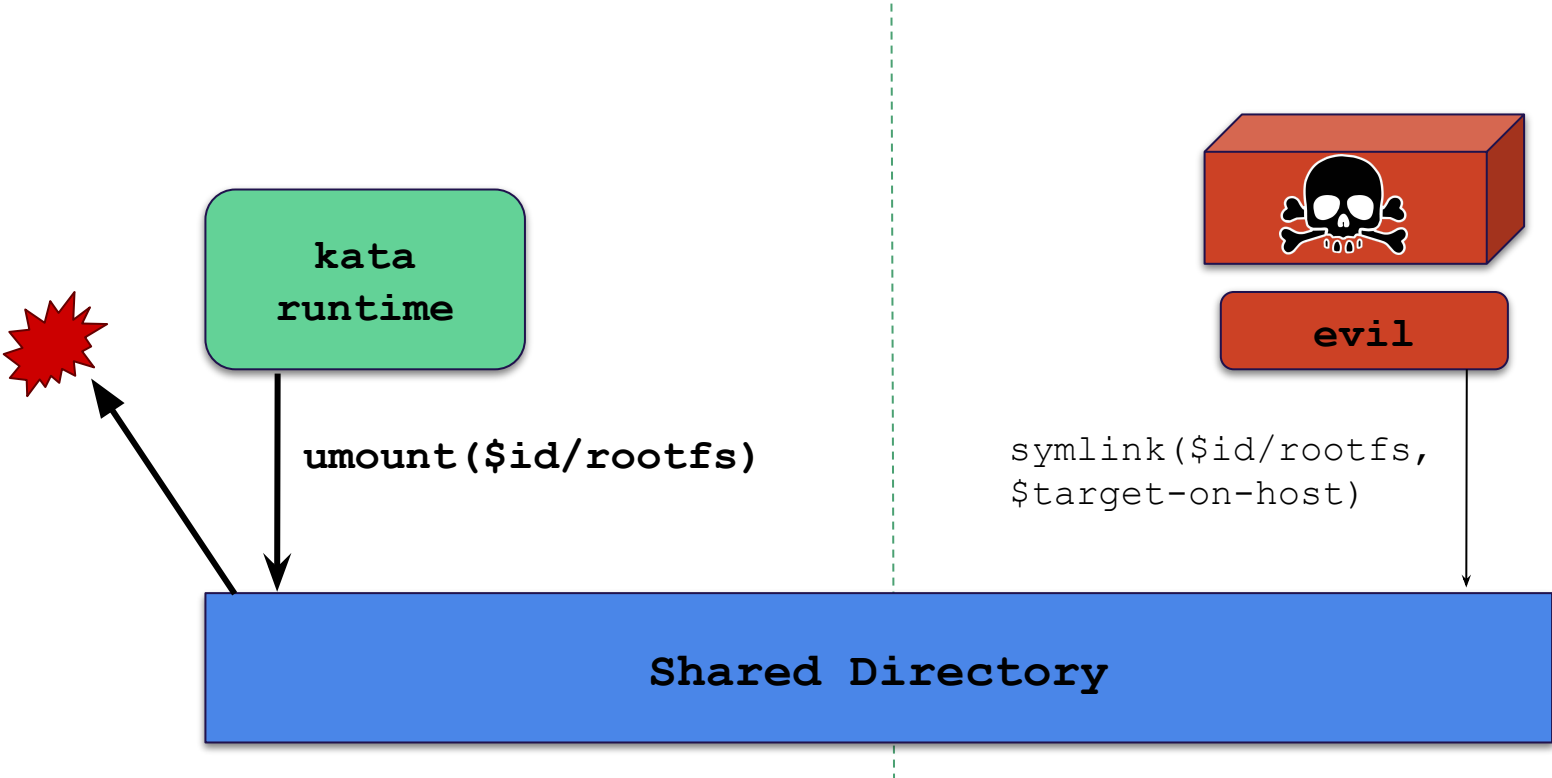 kata
runtime
evil
umount($id/rootfs)
symlink($id/rootfs,
$target-on-host)
Shared Directory